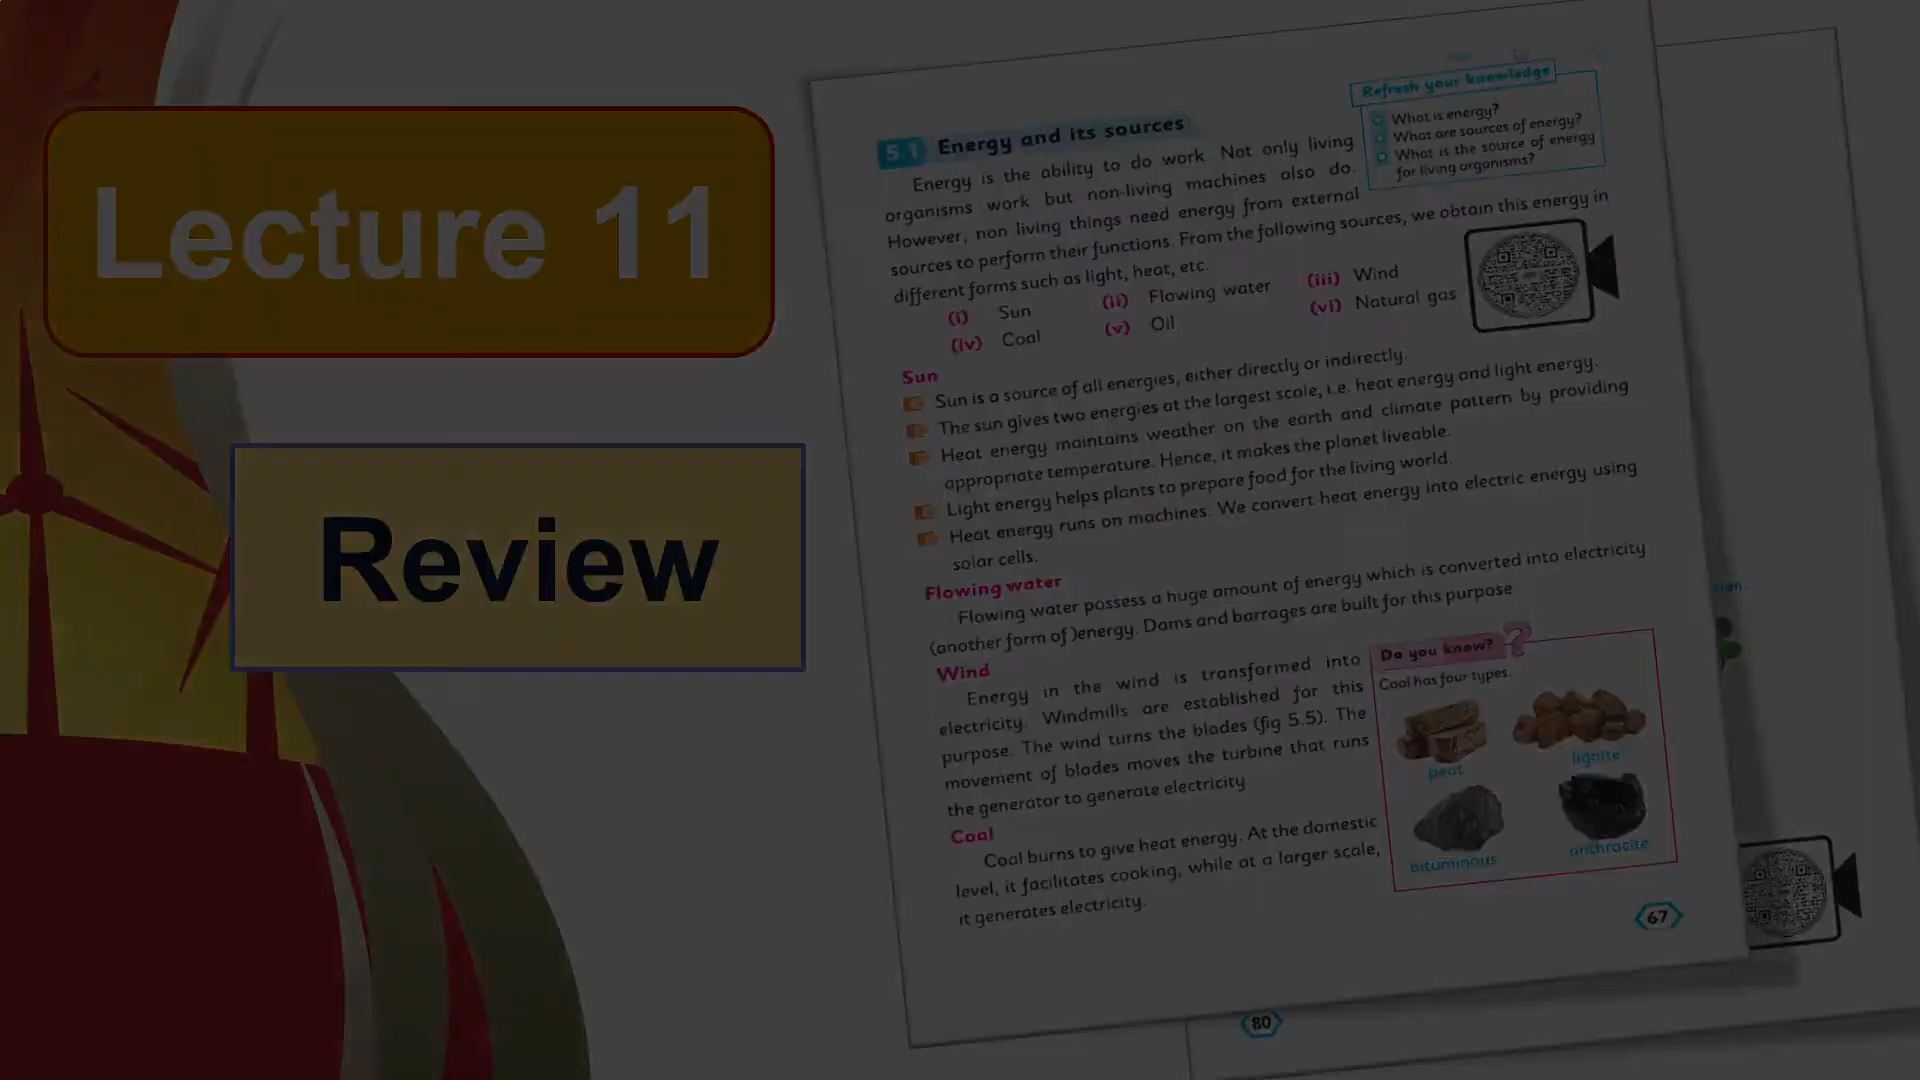 Lecture 11
Review
Refresh your knowledge
What is energy?
What are sources of energy?
What is the source of energy
for living organisms?
5.1 Energy and its sources
Energy is the ability to do work Not only living
organisms work but non-living machines also do.
However, non living things need energy from external
sources to perform their functions. From the following sources, we obtain this energy in
different forms such as light, heat, etc.
(i) Sun (ii) Flowing water (iii) Wind
(iv) Coal (v) Oil (vi) Natural gas
Sun
Sun is a source of all energies, either directly or indirectly.
The sun gives two energies at the largest scale, i.e. heat energy and light energy.
Heat energy maintains weather on the earth and climate pattern by providing
appropriate temperature. Hence, it makes the planet liveable.
Light energy helps plants to prepare food for the living world.
Heat energy runs on machines. We convert heat energy into electric energy using
solar cells.
Flowing water
Flowing water possess a huge amount of energy which is converted into electricity
(another form of )energy. Dams and barrages are built for this purpose
Wind
Energy in the wind is transformed into
electricity. Windmills are established for this
purpose. The wind turns the blades (fig 5.5). The
movement of blades moves the turbine that runs
the generator to generate electricity
Do you know?
Coal has four types.
peat
lignite
bituminous
anthracite
Coal
Coal burns to give heat energy. At the domestic
level, it facilitates cooking, while at a larger scale,
it generates electricity.
67
80